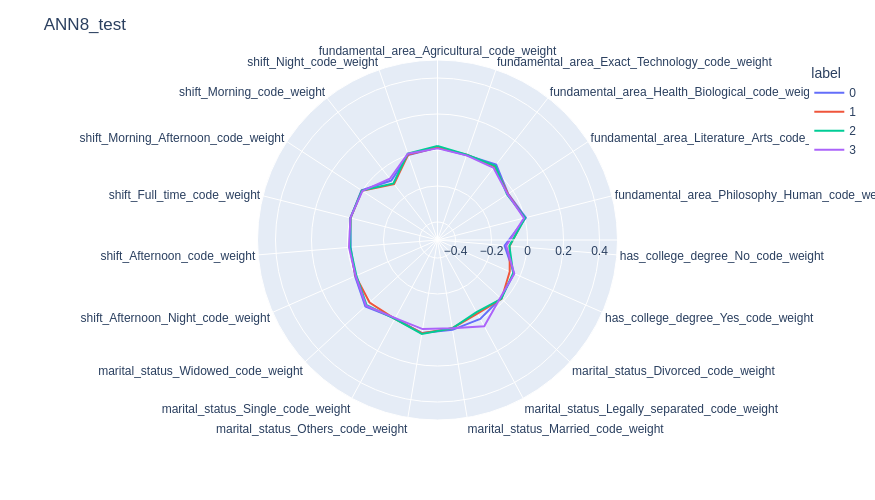 ANN8_test
fundamental_area_Agricultural_code_weight
shift_Night_code_weight
fundamental_area_Exact_Technology_code_weight
label
shift_Morning_code_weight
fundamental_area_Health_Biological_code_weig
0
1
2
3
shift_Morning_Afternoon_code_weight
fundamental_area_Literature_Arts_code_
shift_Full_time_code_weight
fundamental_area_Philosophy_Human_code_we
−0.4
−0.2
0
0.2
0.4
shift_Afternoon_code_weight
has_college_degree_No_code_weight
shift_Afternoon_Night_code_weight
has_college_degree_Yes_code_weight
marital_status_Widowed_code_weight
marital_status_Divorced_code_weight
marital_status_Single_code_weight
marital_status_Legally_separated_code_weight
marital_status_Others_code_weight
marital_status_Married_code_weight